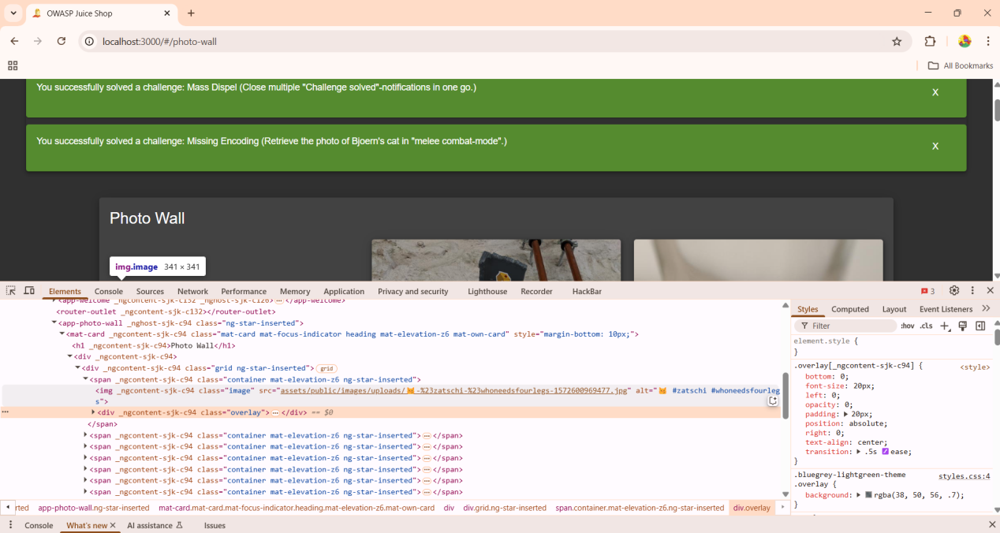 OWASP Juice Shop
localhost:3000/#/photo-wall
All Bookmarks
You successfully solved a challenge: Mass Dispel (Close multiple "Challenge solved"-notifications in one go.)
X
You successfully solved a challenge: Missing Encoding (Retrieve the photo of Bjoern's cat in "melee combat-mode".)
X
Photo Wall
img.image 341 × 341
Elements Console Sources Network Performance Memory Application Privacy and security Lighthouse Recorder HackBar 3
<app-welcome _ngcontent-sjk-c132 _nghost-sjk-c126> … </app-welcome>
<router-outlet _ngcontent-sjk-c132></router-outlet>
<app-photo-wall _nghost-sjk-c94 class="ng-star-inserted">
<mat-card _ngcontent-sjk-c94 class="mat-card mat-focus-indicator heading mat-elevation-z6 mat-own-card" style="margin-bottom: 10px;">
<h1 _ngcontent-sjk-c94>Photo Wall</h1>
<div _ngcontent-sjk-c94>
<div _ngcontent-sjk-c94 class="grid ng-star-inserted"> grid
<span _ngcontent-sjk-c94 class="container mat-elevation-z6 ng-star-inserted">
<img _ngcontent-sjk-c94 class="image" src="assets/public/images/uploads/😼-%23zatschi-%23whoneedsfourlegs-1572600969477.jpg" alt="😼 #zatschi #whoneedsfourleg
s">
… <div _ngcontent-sjk-c94 class="overlay"> … </div> == $0
</span>
<span _ngcontent-sjk-c94 class="container mat-elevation-z6 ng-star-inserted"> … </span>
<span _ngcontent-sjk-c94 class="container mat-elevation-z6 ng-star-inserted"> … </span>
<span _ngcontent-sjk-c94 class="container mat-elevation-z6 ng-star-inserted"> … </span>
<span _ngcontent-sjk-c94 class="container mat-elevation-z6 ng-star-inserted"> … </span>
<span _ngcontent-sjk-c94 class="container mat-elevation-z6 ng-star-inserted"> … </span>
<span _ngcontent-sjk-c94 class="container mat-elevation-z6 ng-star-inserted"> … </span>
rted app-photo-wall.ng-star-inserted mat-card.mat-card.mat-focus-indicator.heading.mat-elevation-z6.mat-own-card div div.grid.ng-star-inserted span.container.mat-elevation-z6.ng-star-inserted div.overlay
Styles Computed Layout Event Listeners
Filter :hov .cls
element.style {
}
.overlay[_ngcontent-sjk-c94] { <style>
bottom: 0;
font-size: 20px;
left: 0;
opacity: 0;
padding: 20px;
position: absolute;
right: 0;
text-align: center;
transition: .5s ease;
}
.bluegrey-lightgreen-theme styles.css:4
.overlay {
background: rgba(38, 50, 56, .7);
}
Console What's new AI assistance Issues